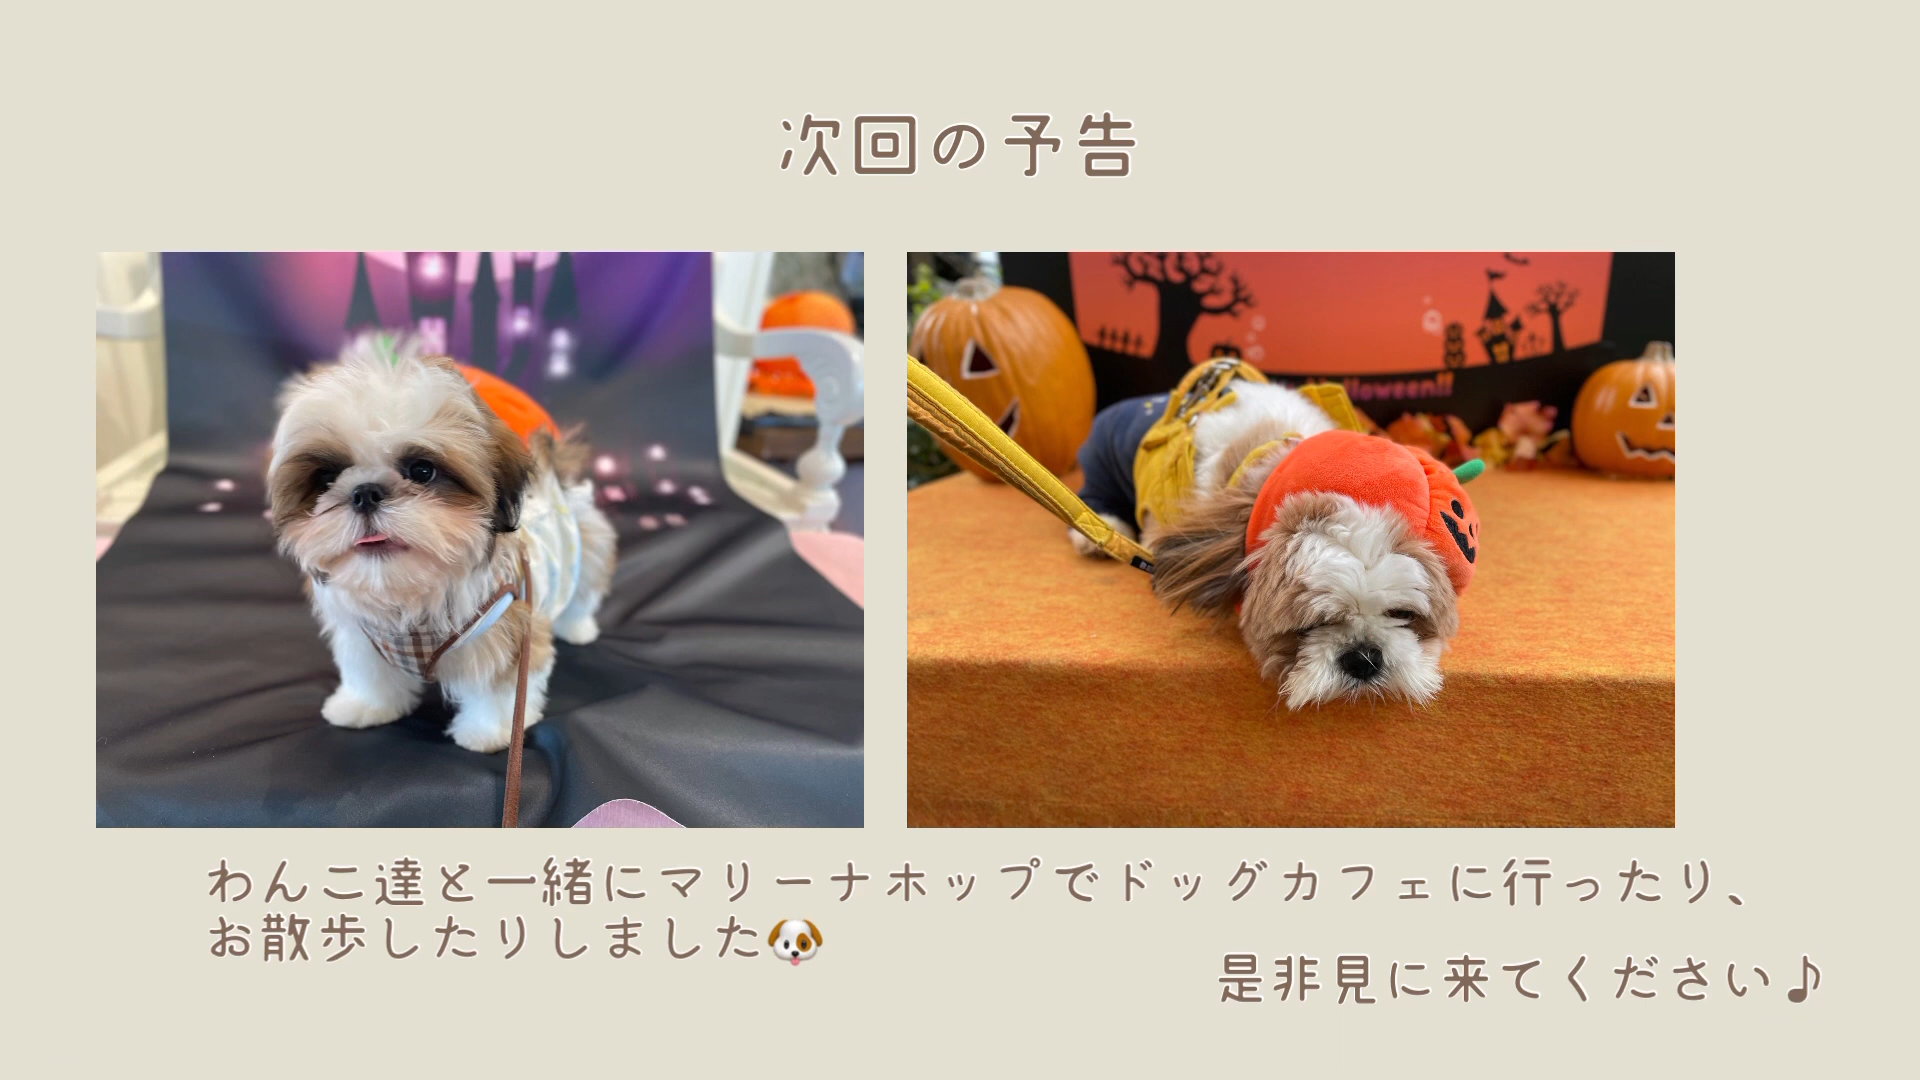 次回の予告
lloween!!
わんこ達と一緒にマリーナホップでドッグカフェに行ったり、
お散歩したりしました🐶
是非見に来てください♪